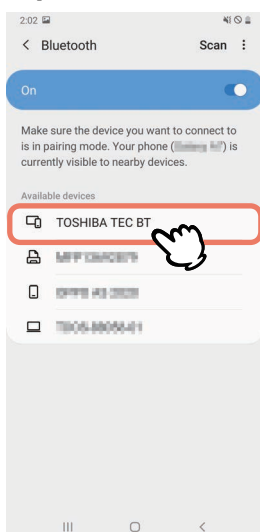 2:02
Bluetooth Scan
On
Make sure the device you want to connect to
is in pairing mode. Your phone ( ) is
currently visible to nearby devices.
Available devices
TOSHIBA TEC BT